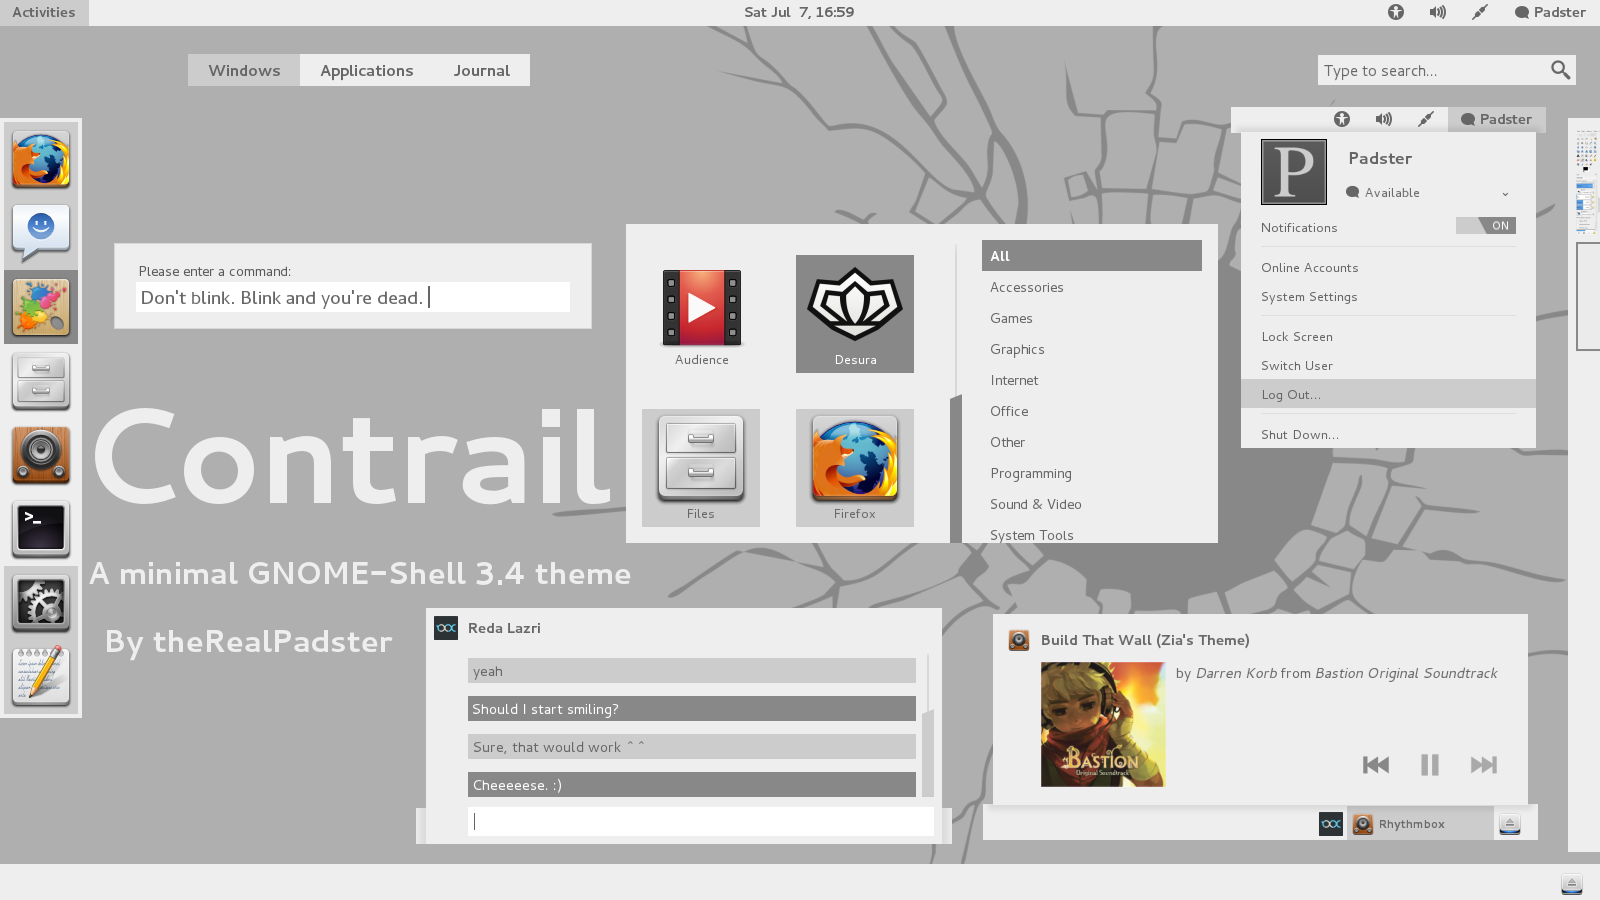 Activities
Sat Jul 7, 16:59
Padster
Windows
Applications
Journal
Type to search...
Padster
P
Padster
Available
Notifications
ON
Online Accounts
System Settings
Lock Screen
Switch User
Log Out...
Shut Down...
Please enter a command:
Don't blink. Blink and you're dead.
Audience
Desura
Files
Firefox
All
Accessories
Games
Graphics
Internet
Office
Other
Programming
Sound & Video
System Tools
>_
Contrail
A minimal GNOME-Shell 3.4 theme
By theRealPadster
Reda Lazri
yeah
Should I start smiling?
Sure, that would work ^ ^
Cheeeeese. :)
Build That Wall (Zia's Theme)
by Darren Korb from Bastion Original Soundtrack
BASTION
Original Soundtrack
Rhythmbox